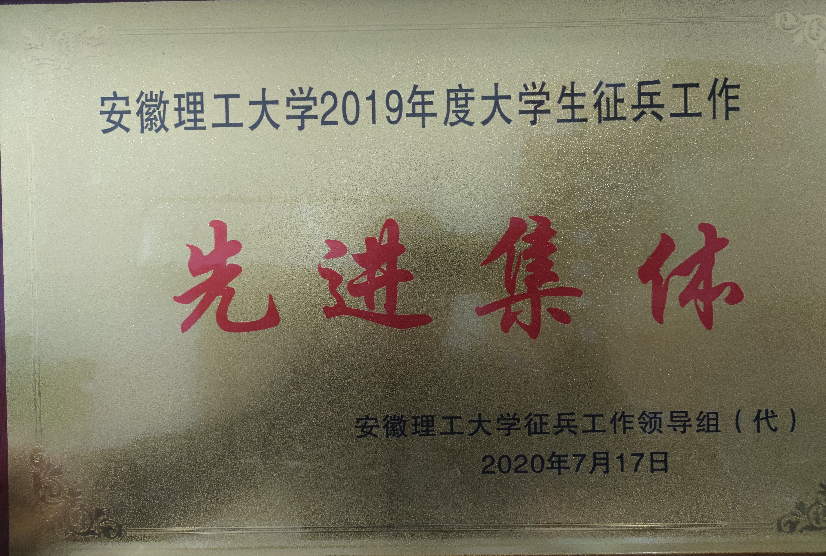 安徽理工大学2019年度大学生征兵工作
先进集体
安徽理工大学征兵工作领导组（代）
2020年7月17日